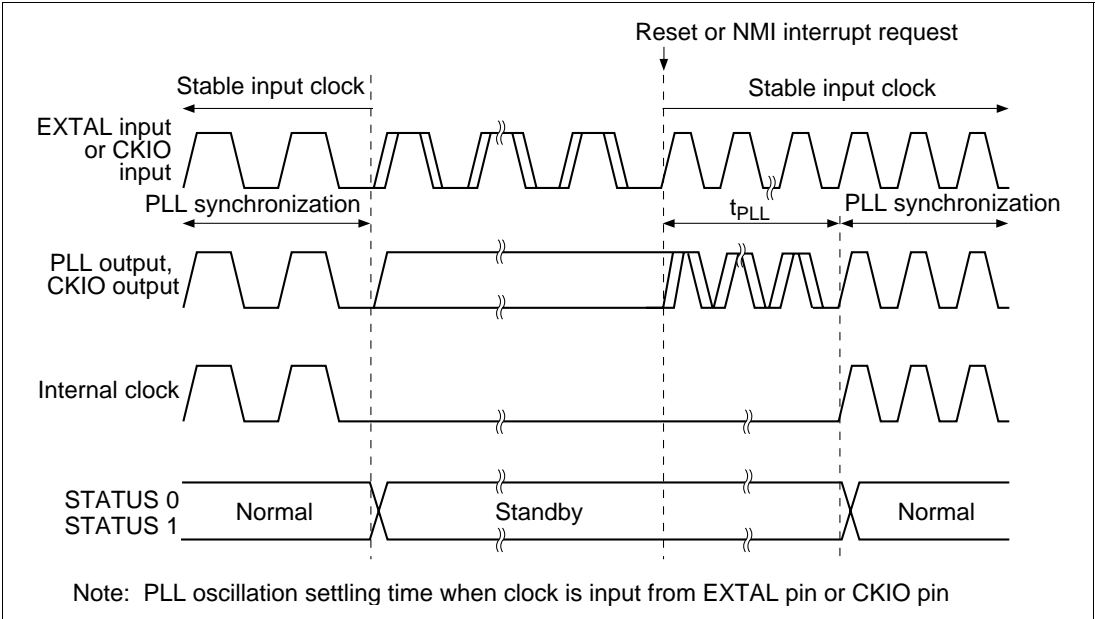 Reset or NMI interrupt request
Stable input clock
Stable input clock
EXTAL input
or CKIO
input
PLL synchronization
tPLL
PLL synchronization
PLL output,
CKIO output
Internal clock
STATUS 0
STATUS 1
Normal
Standby
Normal
Note: PLL oscillation settling time when clock is input from EXTAL pin or CKIO pin